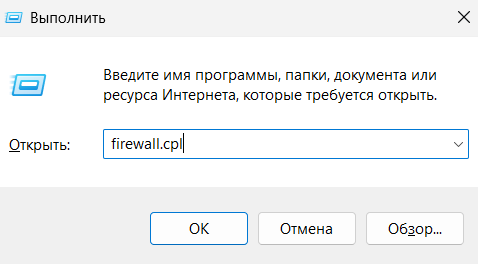 Выполнить
Введите имя программы, папки, документа или
ресурса Интернета, которые требуется открыть.
Открыть:
firewall.cpl
ОК
Отмена
Обзор...